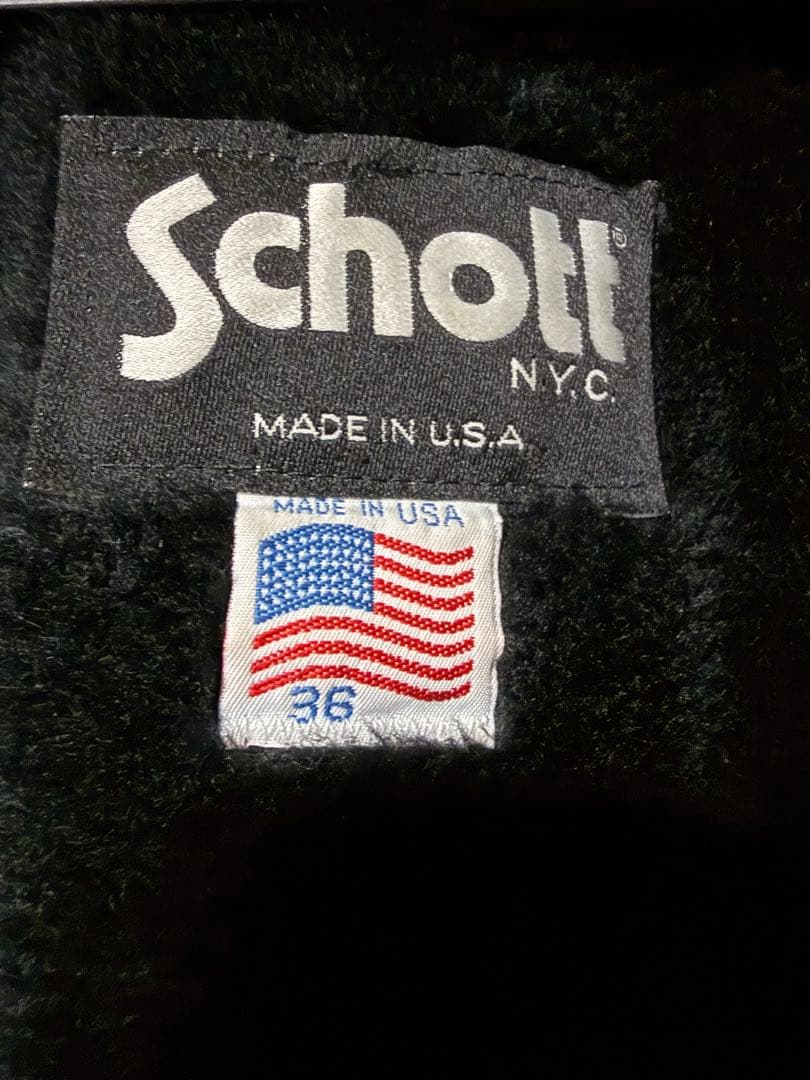 Schott®
N.Y.C.
MADE IN U.S.A
MADE IN USA
36